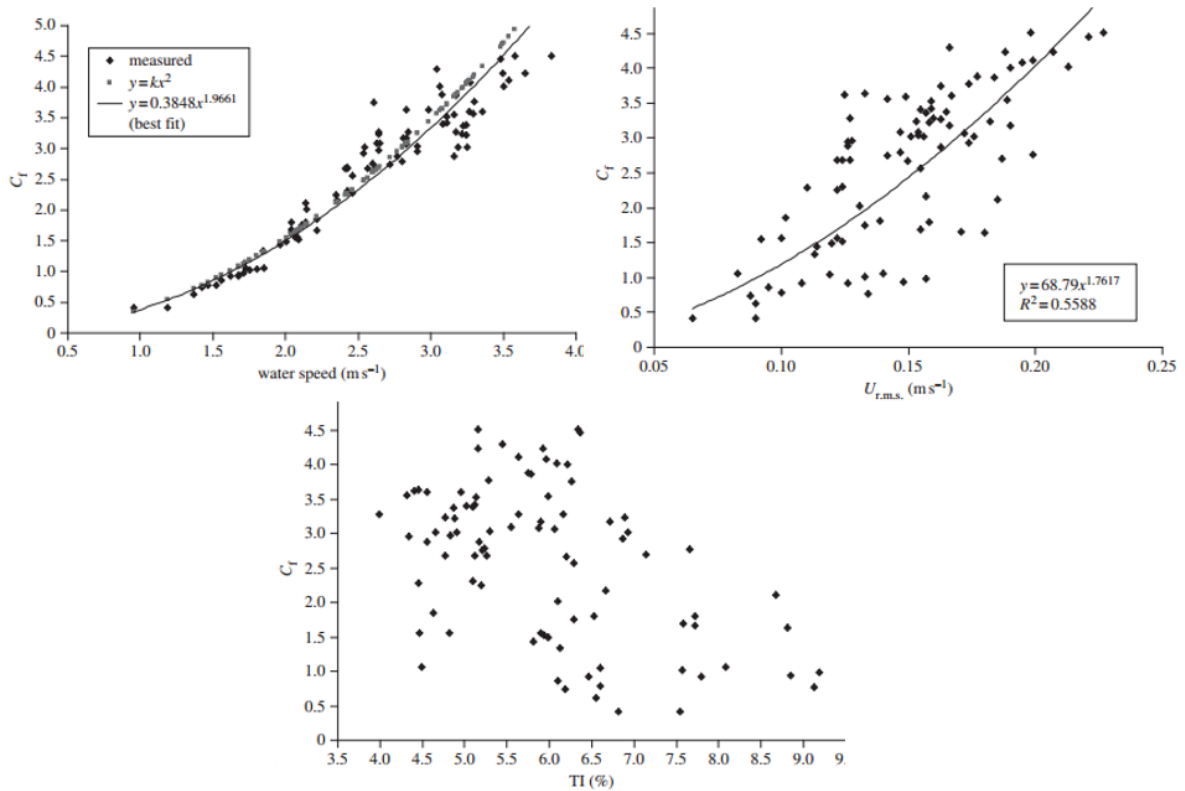 5.0
4.5
4.0
3.5
3.0
2.5
2.0
1.5
1.0
0.5
0
C_f
measured
y=kx²
y=0.3848x^1.9661
(best fit)
0.5 1.0 1.5 2.0 2.5 3.0 3.5 4.0
water speed (m s⁻¹)
4.5
4.0
3.5
3.0
2.5
2.0
1.5
1.0
0.5
0
C_f
y=68.79x^1.7617
R²=0.5588
0.05 0.10 0.15 0.20 0.25
U_r.m.s. (m s⁻¹)
4.5
4.0
3.5
3.0
2.5
2.0
1.5
1.0
0.5
0
C_f
3.5 4.0 4.5 5.0 5.5 6.0 6.5 7.0 7.5 8.0 8.5 9.0 9.
TI (%)